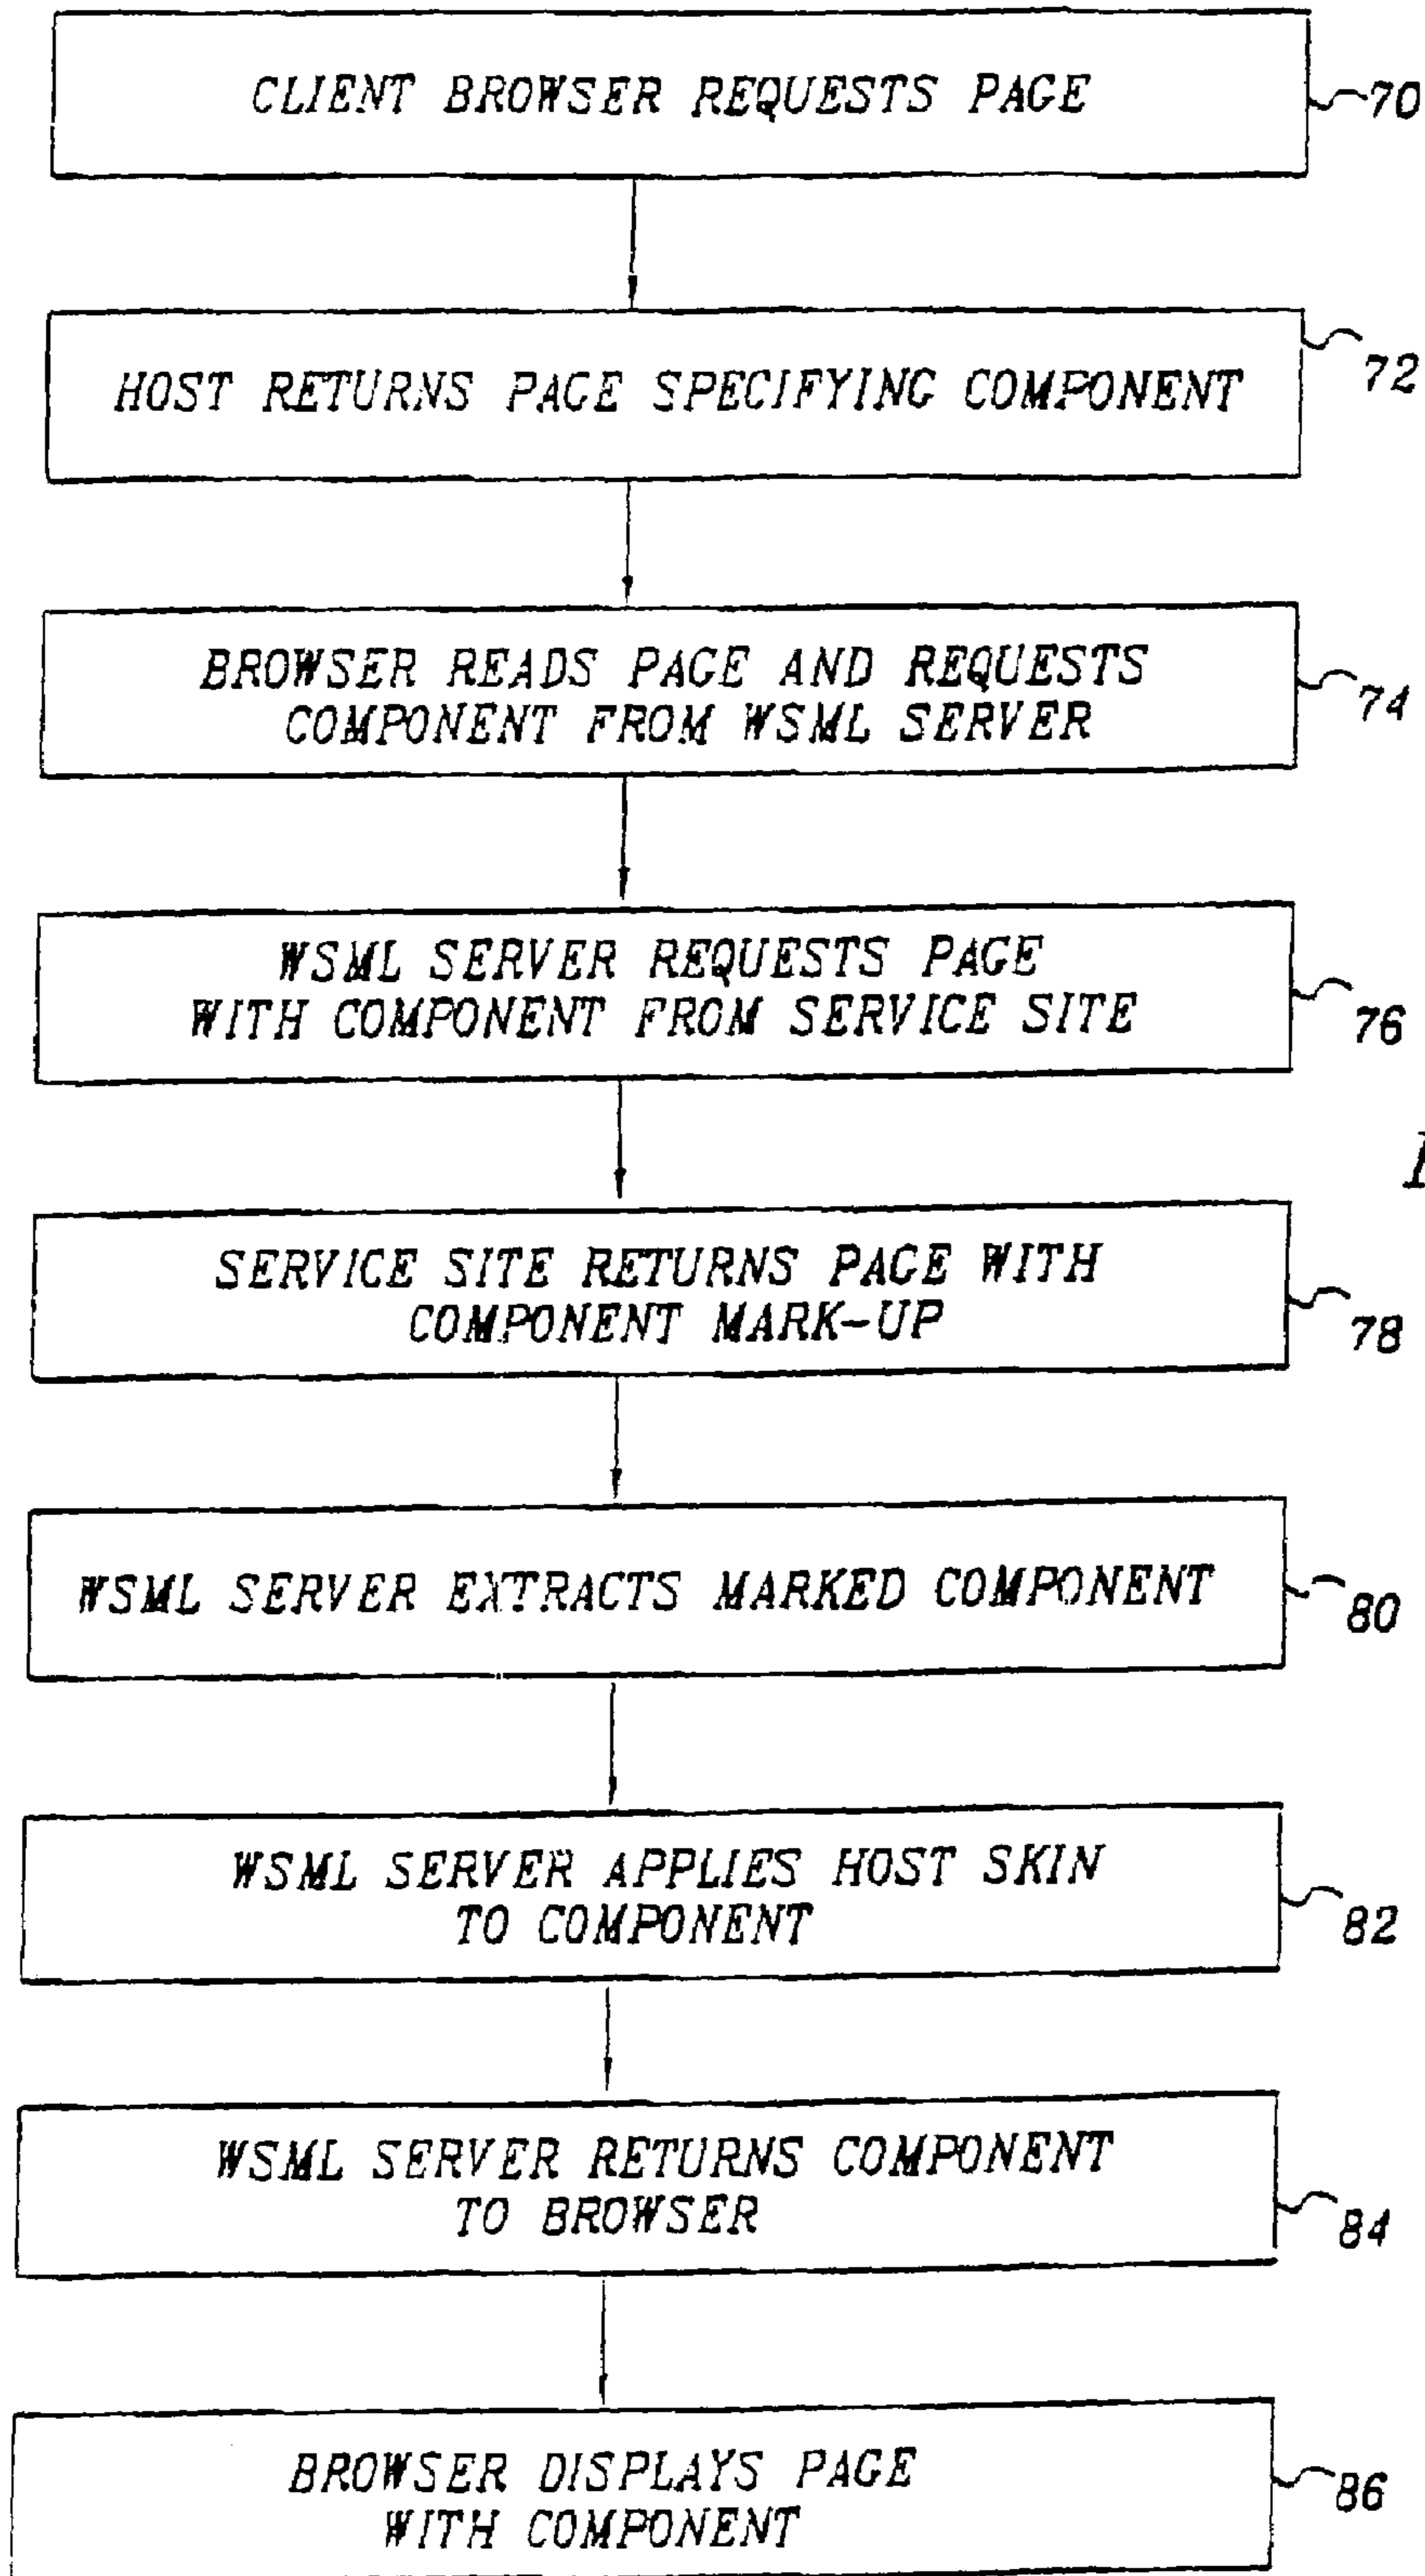 CLIENT BROWSER REQUESTS PAGE
70
HOST RETURNS PAGE SPECIFYING COMPONENT
72
BROWSER READS PAGE AND REQUESTS
COMPONENT FROM WSML SERVER
74
WSML SERVER REQUESTS PAGE
WITH COMPONENT FROM SERVICE SITE
76
SERVICE SITE RETURNS PAGE WITH
COMPONENT MARK-UP
78
WSML SERVER EXTRACTS MARKED COMPONENT
80
WSML SERVER APPLIES HOST SKIN
TO COMPONENT
82
WSML SERVER RETURNS COMPONENT
TO BROWSER
84
BROWSER DISPLAYS PAGE
WITH COMPONENT
86